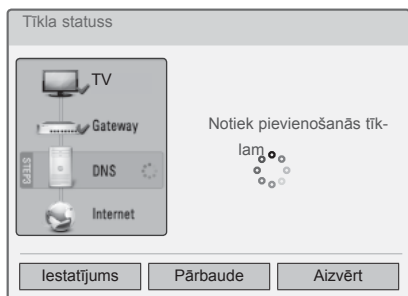 Tīkla statuss
TV
Gateway
STEP3
DNS
Internet
Notiek pievienošanās tīk-
lam
Iestatījums
Pārbaude
Aizvērt